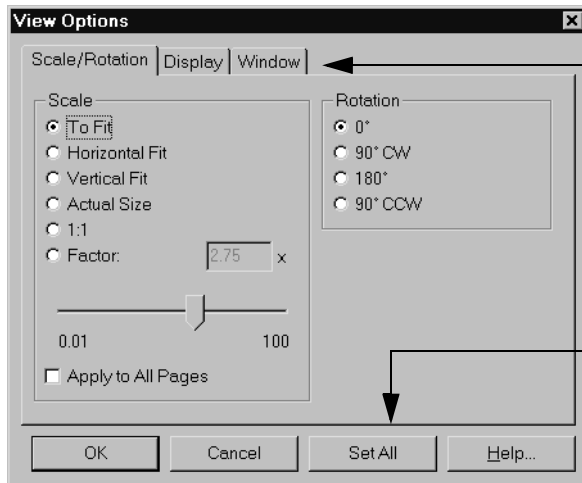 View Options
Scale/Rotation Display Window
Scale
To Fit
Horizontal Fit
Vertical Fit
Actual Size
1:1
Factor: 2.75 x
0.01 100
Apply to All Pages
Rotation
0°
90° CW
180°
90° CCW
OK Cancel Set All Help...